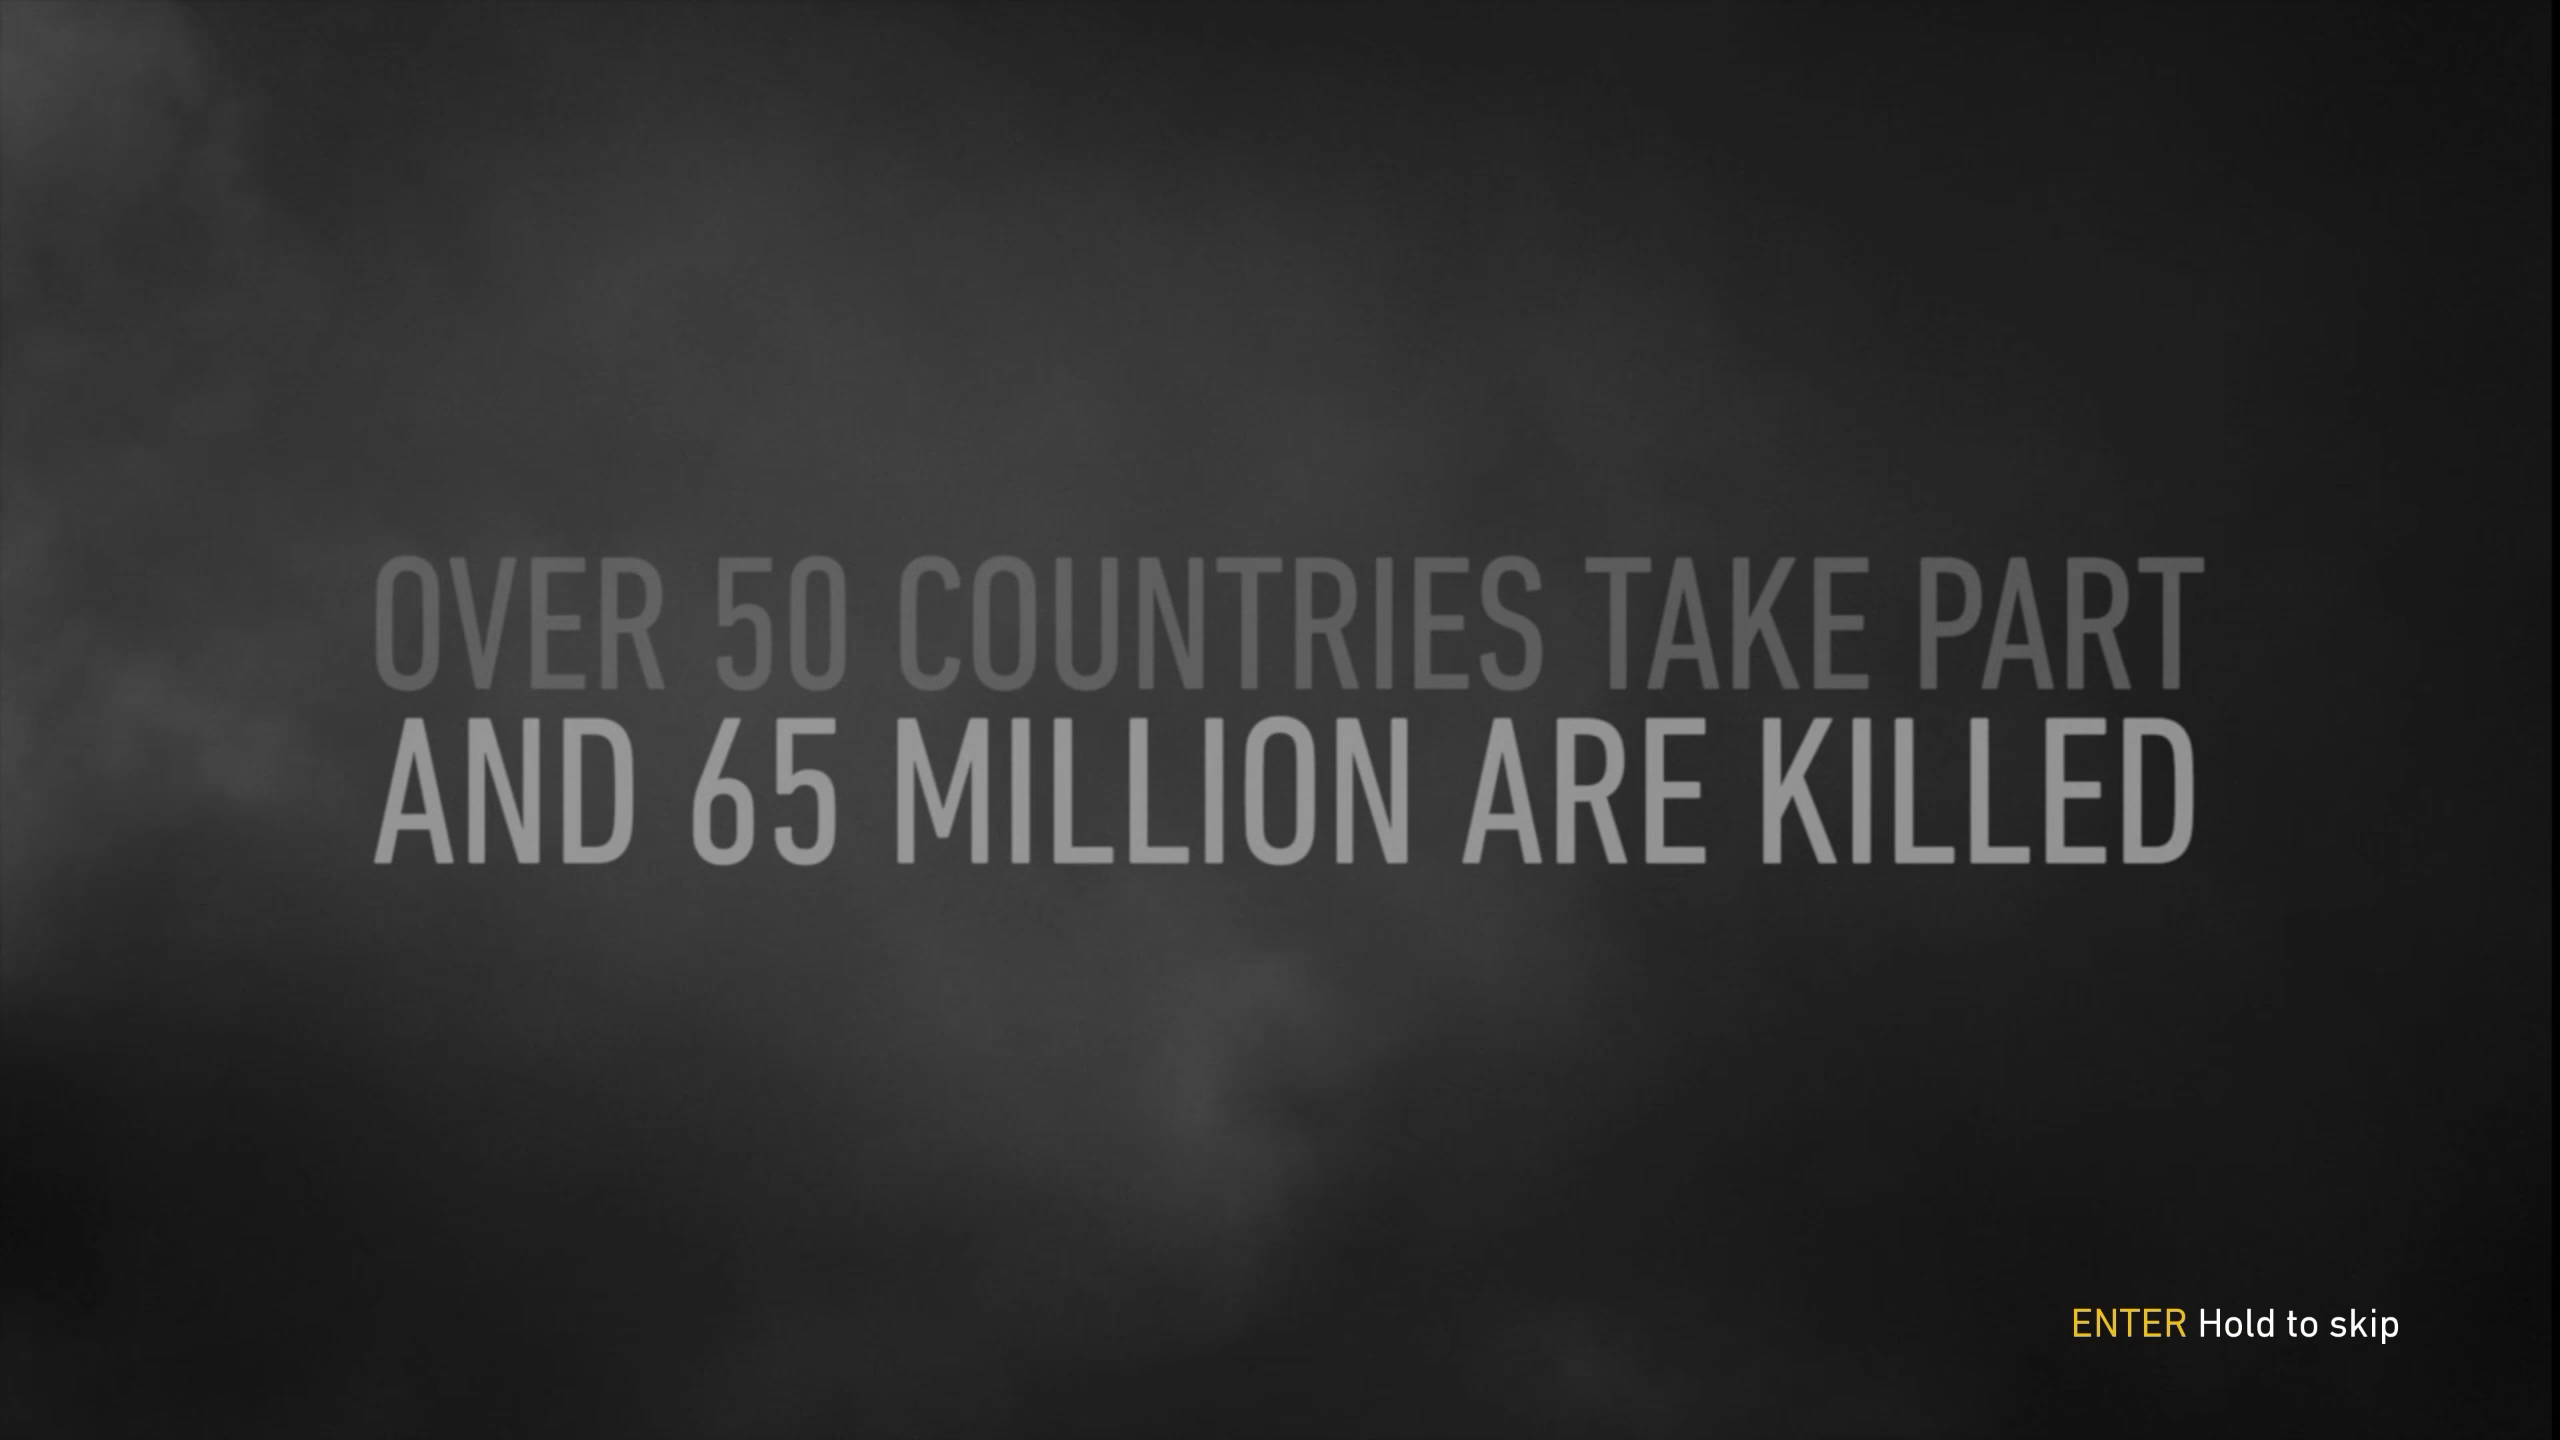 OVER 50 COUNTRIES TAKE PART
AND 65 MILLION ARE KILLED
ENTER Hold to skip